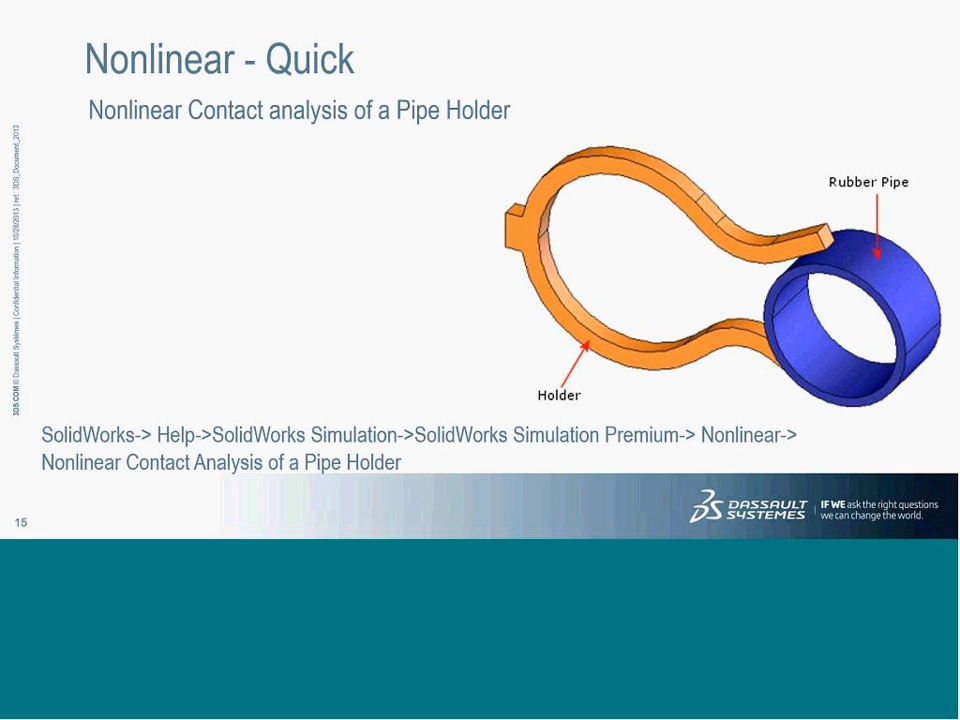 Nonlinear - Quick
Nonlinear Contact analysis of a Pipe Holder
3DS.COM © Dassault Systèmes | Confidential Information | 10/28/2013 | ref.: 3DS_Document_2013
Rubber Pipe
Holder
SolidWorks-> Help->SolidWorks Simulation->SolidWorks Simulation Premium-> Nonlinear->
Nonlinear Contact Analysis of a Pipe Holder
15
DASSAULT
SYSTEMES
IF WE ask the right questions
we can change the world.